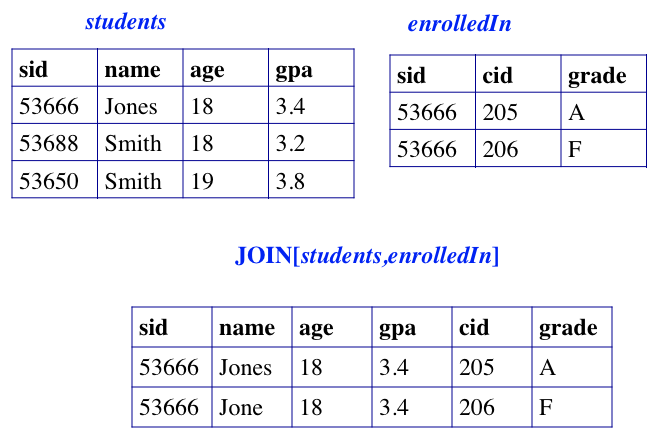 students
sid name age gpa
53666 Jones 18 3.4
53688 Smith 18 3.2
53650 Smith 19 3.8
enrolledIn
sid cid grade
53666 205 A
53666 206 F
JOIN[students,enrolledIn]
sid name age gpa cid grade
53666 Jones 18 3.4 205 A
53666 Jone 18 3.4 206 F